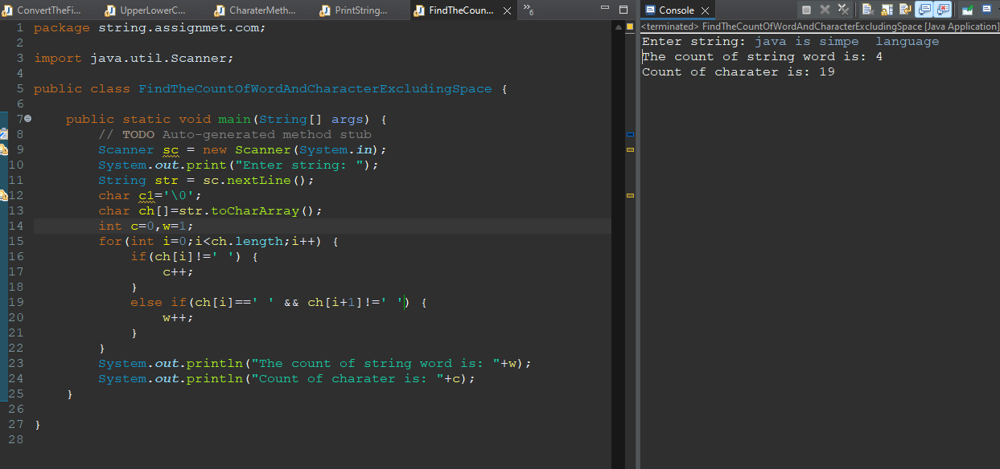 ConvertTheFi... UpperLowerC... CharaterMeth... PrintString... FindTheCoun... »6
1 package string.assignmet.com;
2
3 import java.util.Scanner;
4
5 public class FindTheCountOfWordAndCharacterExcludingSpace {
6
7 public static void main(String[] args) {
8 // TODO Auto-generated method stub
9 Scanner sc = new Scanner(System.in);
10 System.out.print("Enter string: ");
11 String str = sc.nextLine();
12 char c1='\0';
13 char ch[]=str.toCharArray();
14 int c=0,w=1;
15 for(int i=0;i<ch.length;i++) {
16 if(ch[i]!=' ') {
17 c++;
18 }
19 else if(ch[i]==' ' && ch[i+1]!=' ') {
20 w++;
21 }
22 }
23 System.out.println("The count of string word is: "+w);
24 System.out.println("Count of charater is: "+c);
25 }
26
27 }
28
Console
<terminated> FindTheCountOfWordAndCharacterExcludingSpace [Java Application]
Enter string: java is simpe  language
The count of string word is: 4
Count of charater is: 19